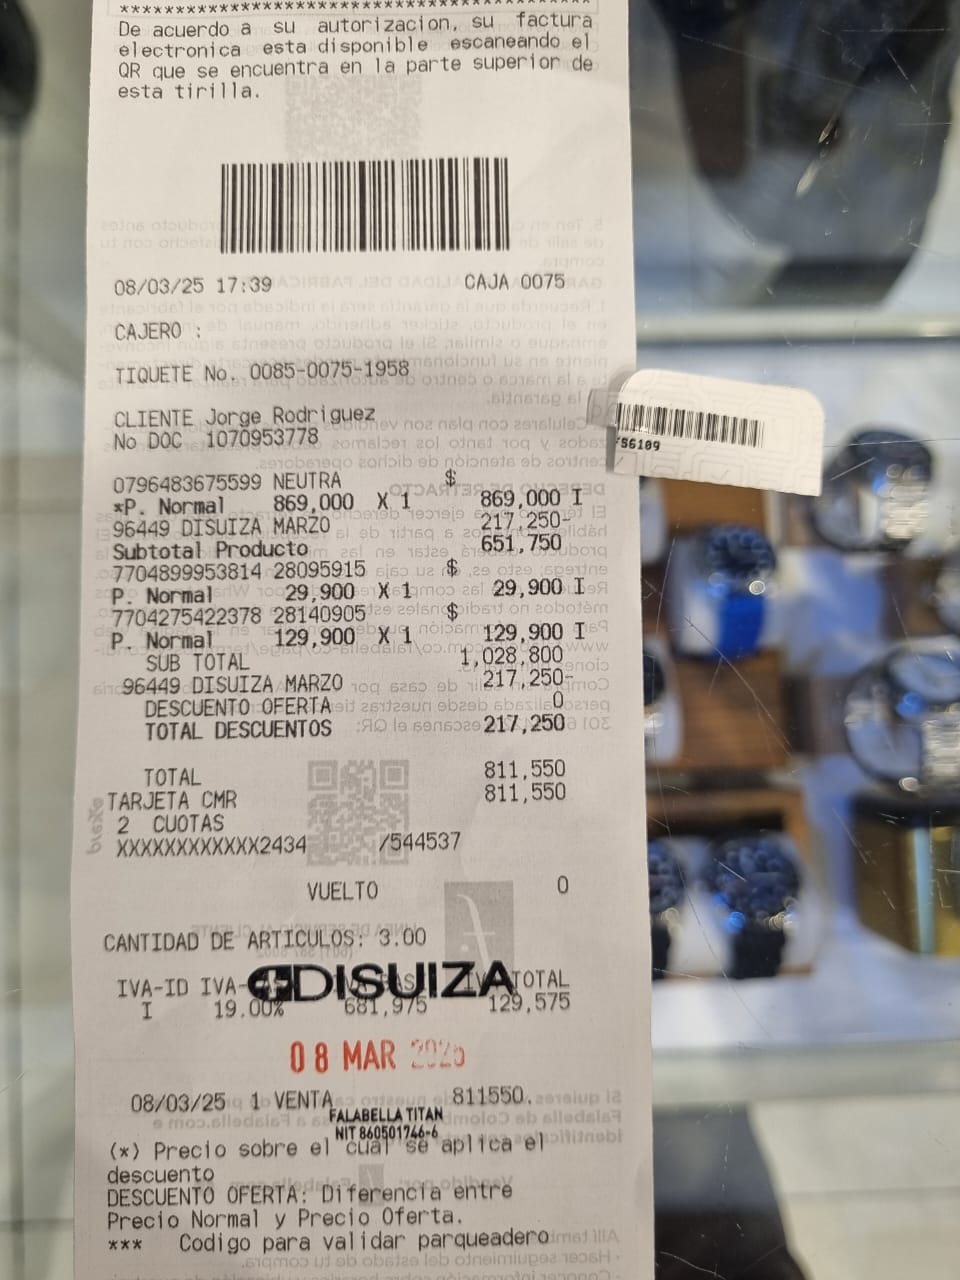 ****************************************
De acuerdo a su autorizacion, su factura
electronica esta disponible escaneando el
QR que se encuentra en la parte superior de
esta tirilla.
08/03/25 17:39 CAJA 0075
CAJERO :
TIQUETE No. 0085-0075-1958
CLIENTE Jorge Rodriguez
No DOC 1070953778
0796483675599 NEUTRA $
*P. Normal 869,000 X 1 869,000 I
96449 DISUIZA MARZO 217,250-
Subtotal Producto 651,750
7704899953814 28095915 $
P. Normal 29,900 X 1 29,900 I
7704275422378 28140905 $
P. Normal 129,900 X 1 129,900 I
SUB TOTAL 1,028,800
96449 DISUIZA MARZO 217,250-
DESCUENTO OFERTA 0
TOTAL DESCUENTOS 217,250
TOTAL 811,550
TARJETA CMR 811,550
2 CUOTAS
XXXXXXXXXXXX2434 /544537
VUELTO 0
CANTIDAD DE ARTICULOS: 3.00
IVA-ID TOTAL
DISUIZA
I 19.00% 681,975 129,575
08 MAR 2025
08/03/25 1 VENTA 811550.
FALABELLA TITAN
NIT 860501746-6
(*) Precio sobre el cual se aplica el
descuento
DESCUENTO OFERTA: Diferencia entre
Precio Normal y Precio Oferta.
*** Codigo para validar parqueadero
56189